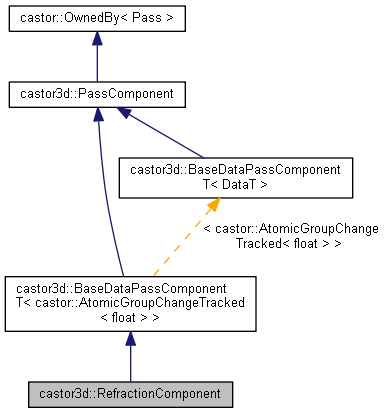 castor::OwnedBy< Pass >
castor3d::PassComponent
castor3d::BaseDataPassComponent
T< DataT >
< castor::AtomicGroupChange
Tracked< float > >
castor3d::BaseDataPassComponent
T< castor::AtomicGroupChangeTracked
< float > >
castor3d::RefractionComponent